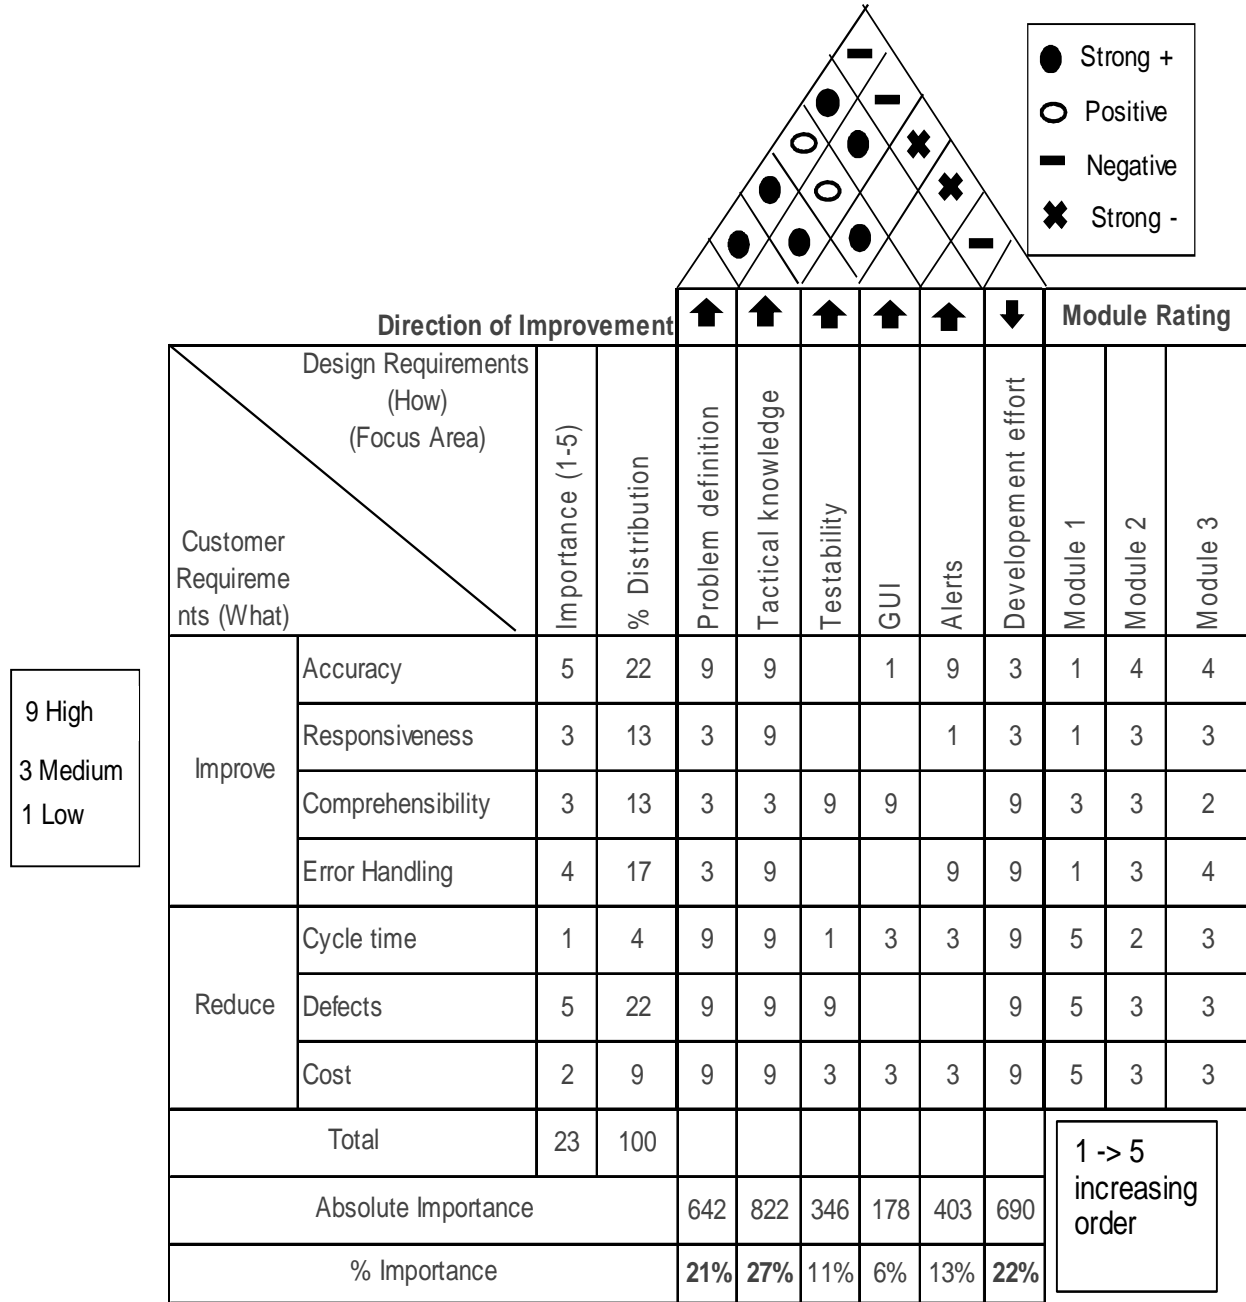 Strong +
Positive
Negative
Strong -
Direction of Improvement
Module Rating
Design Requirements
(How)
(Focus Area)
Customer
Requireme
nts (What)
Importance (1-5)
% Distribution
Problem definition
Tactical knowledge
Testability
GUI
Alerts
Developement effort
Module 1
Module 2
Module 3
9 High
3 Medium
1 Low
Improve
Accuracy 5 22 9 9 1 9 3 1 4 4
Responsiveness 3 13 3 9 1 3 1 3 3
Comprehensibility 3 13 3 3 9 9 9 3 3 2
Error Handling 4 17 3 9 9 9 1 3 4
Reduce
Cycle time 1 4 9 9 1 3 3 9 5 2 3
Defects 5 22 9 9 9 9 5 3 3
Cost 2 9 9 9 3 3 3 9 5 3 3
Total 23 100
Absolute Importance 642 822 346 178 403 690
% Importance 21% 27% 11% 6% 13% 22%
1 -> 5
increasing
order